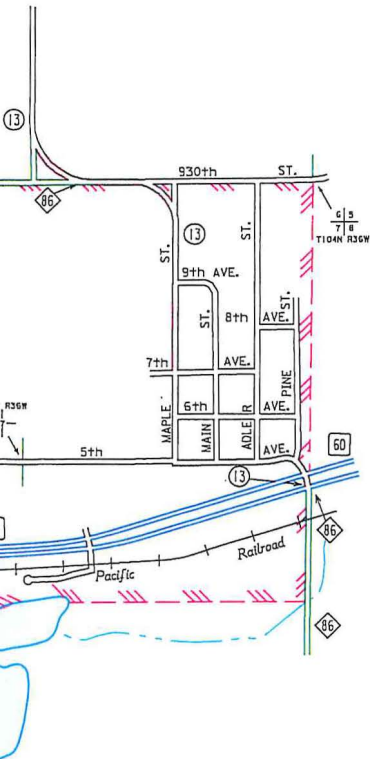 13
930th ST.
86
6 5
7 8
T104N R36W
13
ST.
ST.
9th AVE.
ST.
8th AVE.
ST.
7th AVE.
PINE
R36W
7
6th AVE.
MAPLE
MAIN
ADLE R
5th AVE.
60
13
86
Railroad
Pacific
86